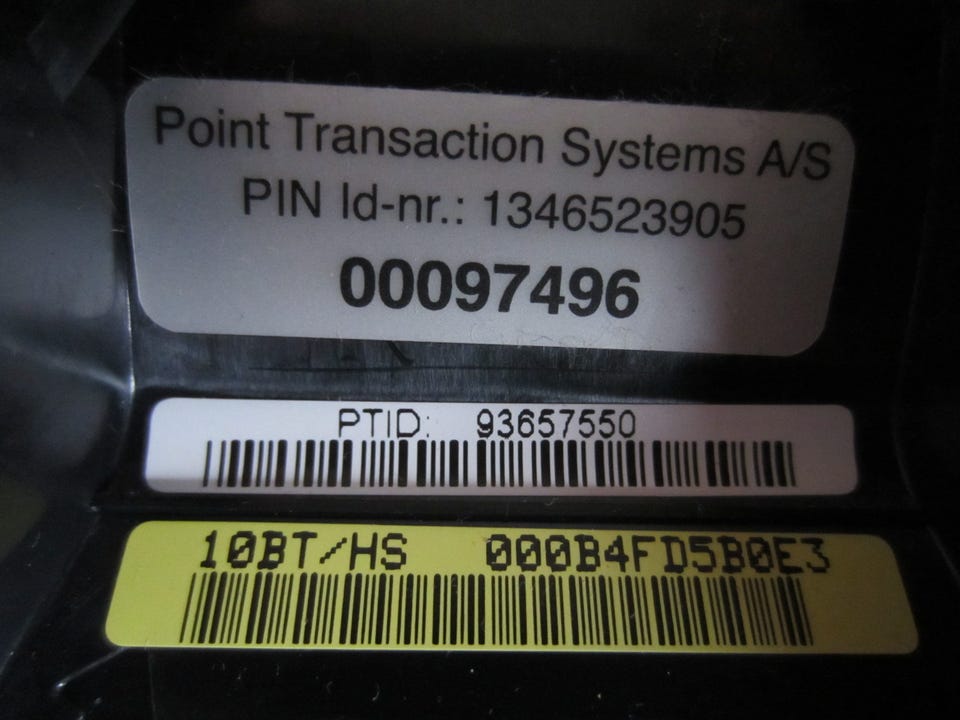 Point Transaction Systems A/S
PIN Id-nr.: 1346523905
00097496
PTID: 93657550
10BT/HS 000B4FD5B0E3